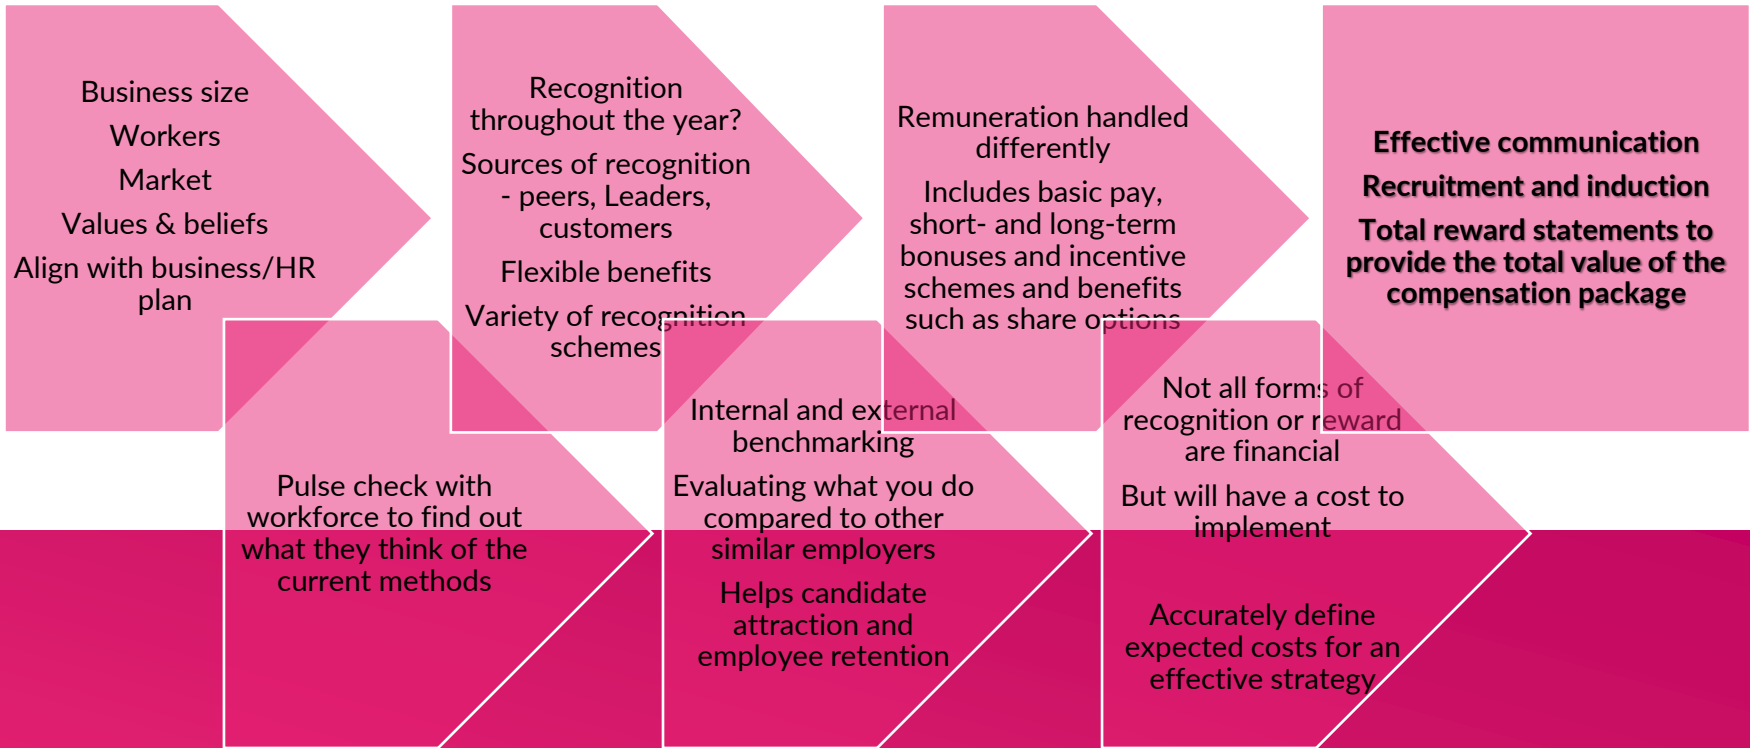 Business size
Workers
Market
Values & beliefs
Align with business/HR
plan
Pulse check with
workforce to find out
what they think of the
current methods
Recognition
throughout the year?
Sources of recognition
- peers, Leaders,
customers
Flexible benefits
Variety of recognition
schemes
Internal and external
benchmarking
Evaluating what you do
compared to other
similar employers
Helps candidate
attraction and
employee retention
Remuneration handled
differently
Includes basic pay,
short- and long-term
bonuses and incentive
schemes and benefits
such as share options
Not all forms of
recognition or reward
are financial
But will have a cost to
implement
Accurately define
expected costs for an
effective strategy
Effective communication
Recruitment and induction
Total reward statements to
provide the total value of the
compensation package